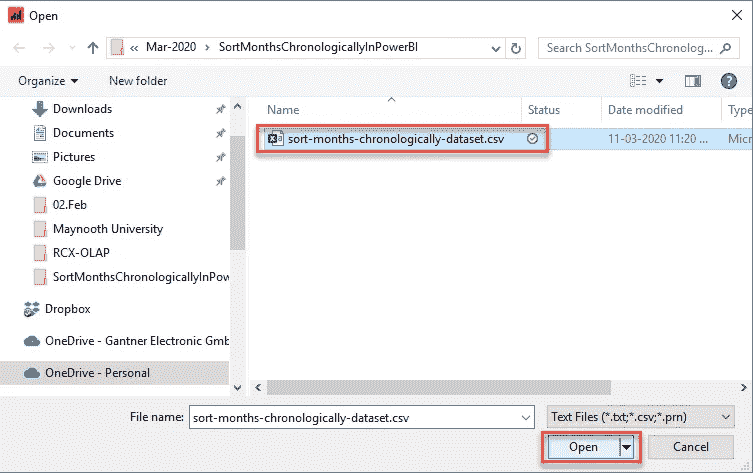 Open
« Mar-2020 > SortMonthsChronologicallyInPowerBI
Search SortMonthsChronolog...
Organize
New folder
Name
Status
Date modified
Type
Downloads
Documents
Pictures
Google Drive
02.Feb
Maynooth University
RCX-OLAP
SortMonthsChronologicallyInPow
Dropbox
OneDrive - Gantner Electronic Gmb
OneDrive - Personal
sort-months-chronologically-dataset.csv
11-03-2020 11:20 ...
Micr
File name:
sort-months-chronologically-dataset.csv
Text Files (*.txt;*.csv;*.prn)
Open
Cancel